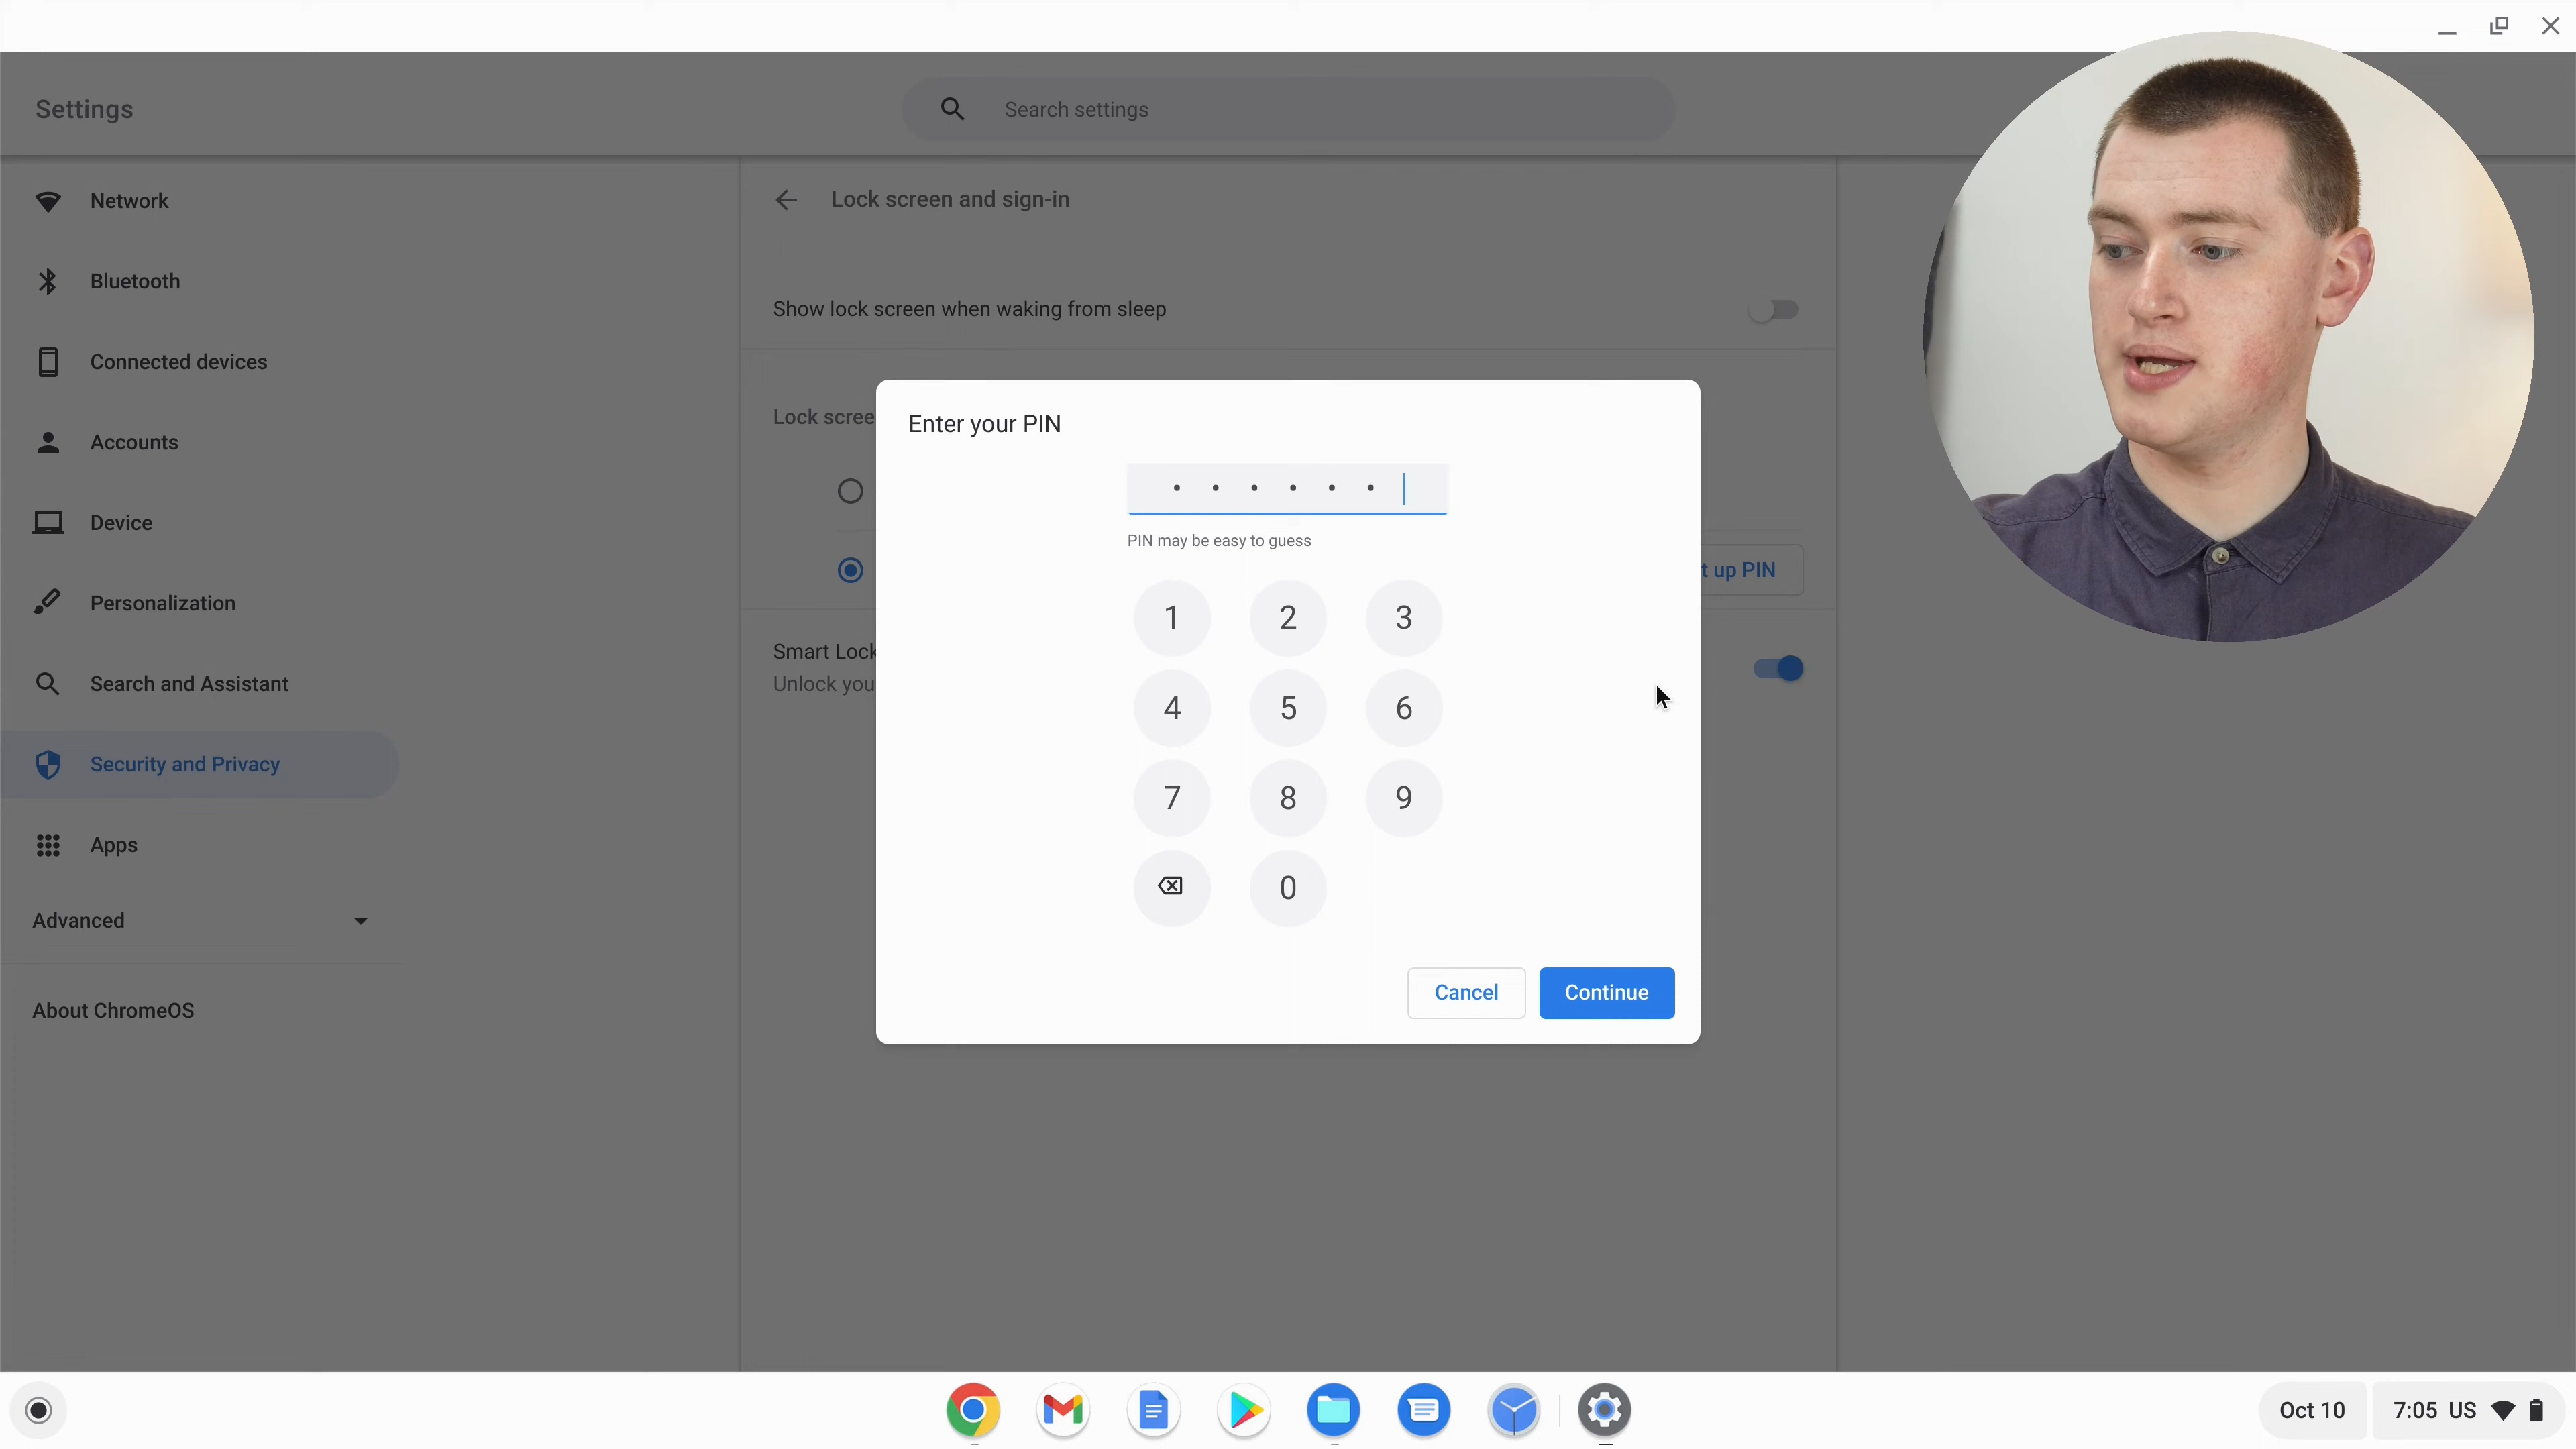 Settings
Search settings
Network
Bluetooth
Connected devices
Accounts
Device
Personalization
Search and Assistant
Security and Privacy
Apps
Advanced
About ChromeOS
Lock screen and sign-in
Show lock screen when waking from sleep
Lock scree
t up PIN
Smart Lock
Unlock you
Enter your PIN
PIN may be easy to guess
1 2 3
4 5 6
7 8 9
0
Cancel Continue
Oct 10 7:05 US